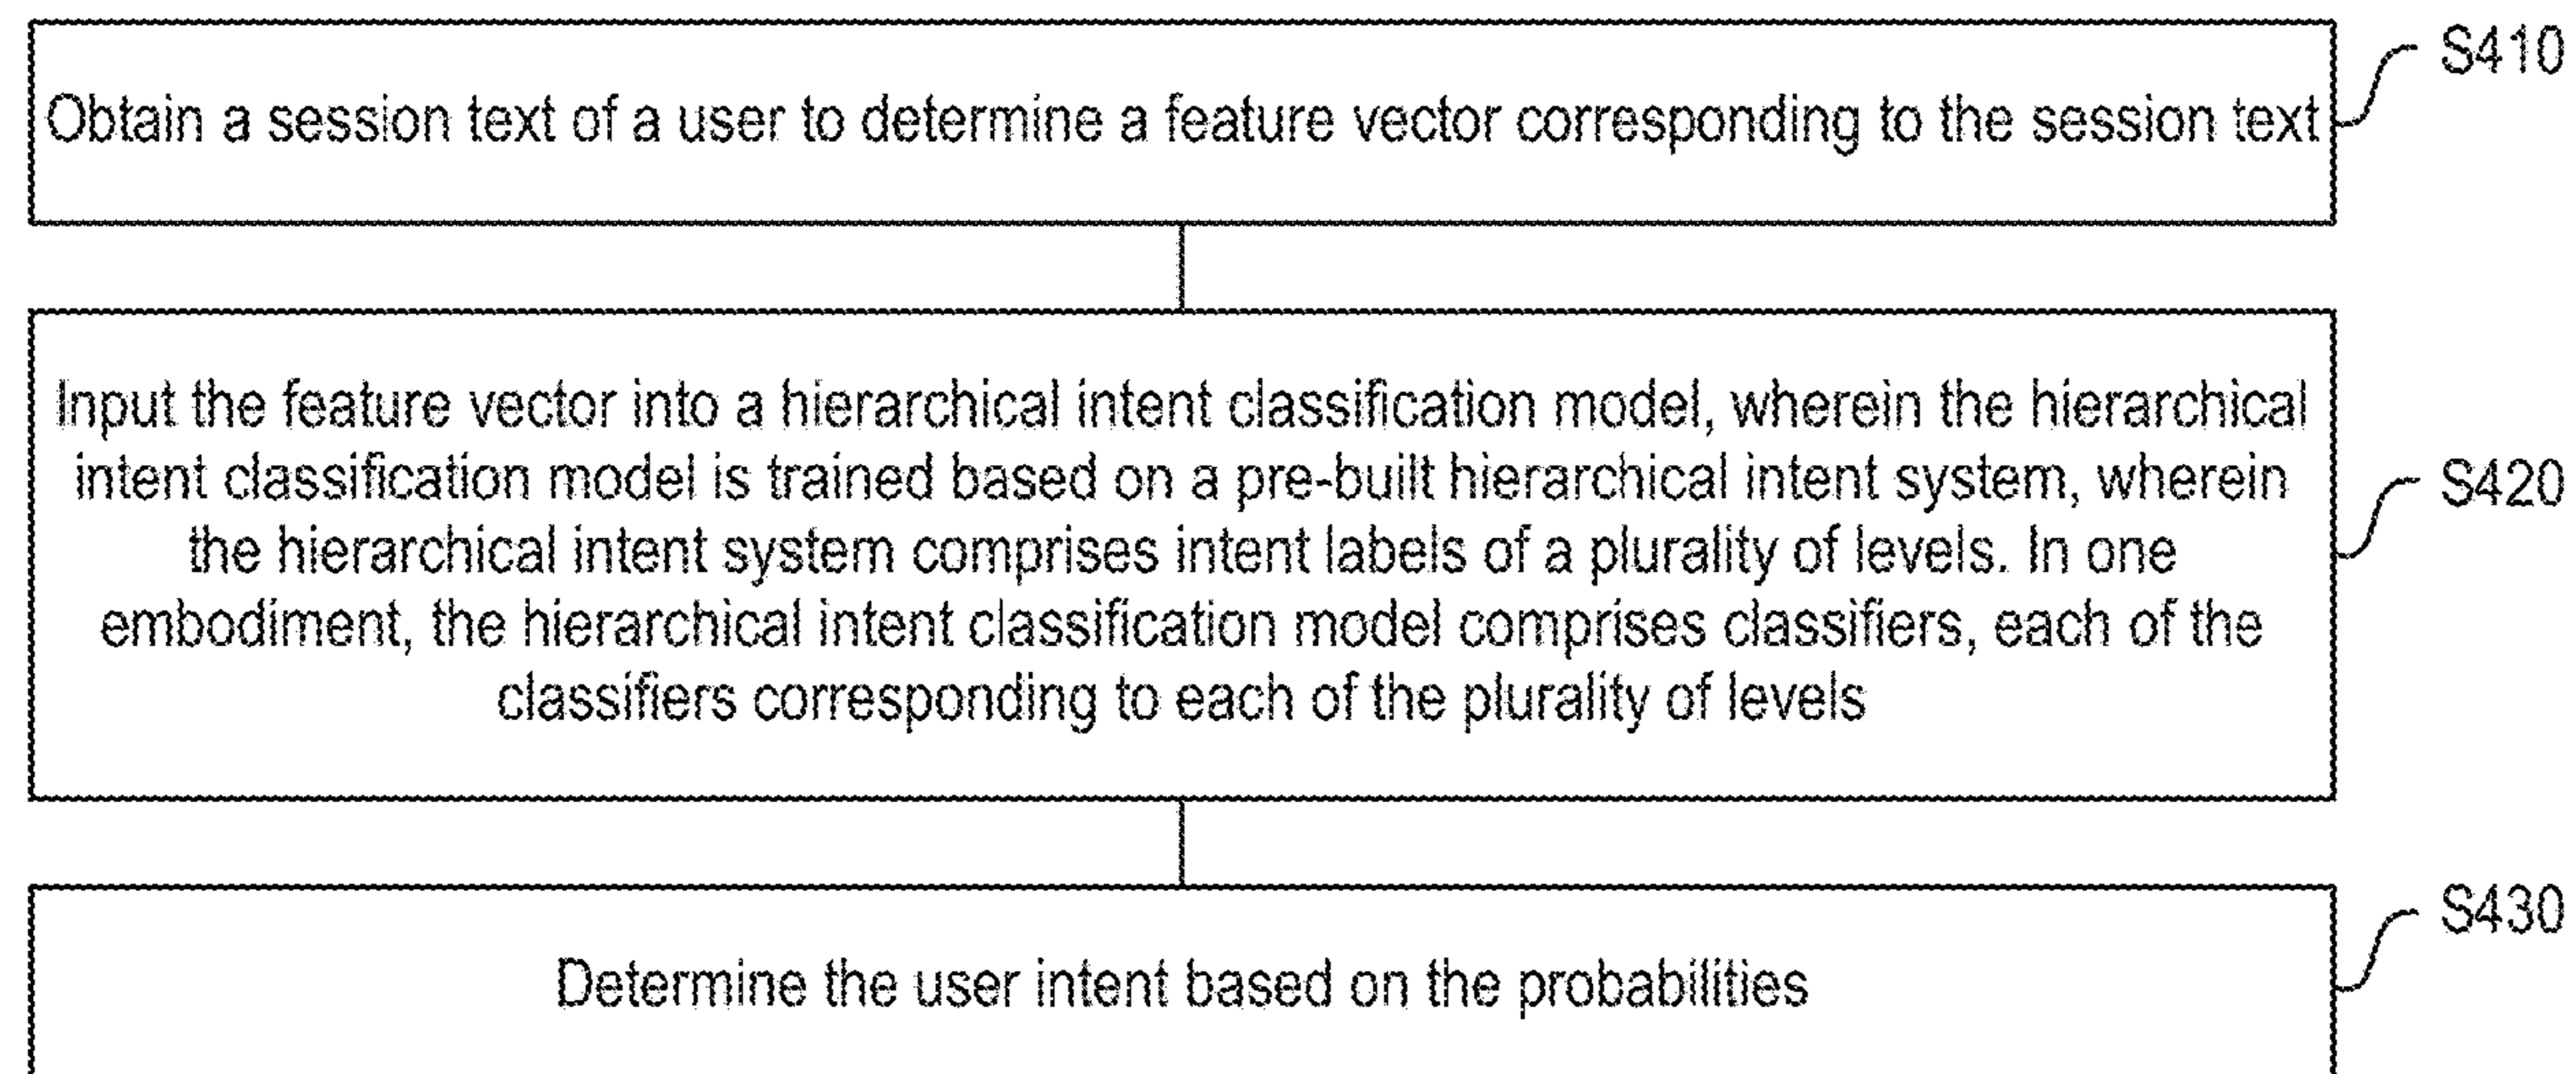 S410
Obtain a session text of a user to determine a feature vector corresponding to the session text
Input the feature vector into a hierarchical intent classification model, wherein the hierarchical
intent classification model is trained based on a pre-built hierarchical intent system, wherein
the hierarchical intent system comprises intent labels of a plurality of levels. In one
embodiment, the hierarchical intent classification model comprises classifiers, each of the
classifiers corresponding to each of the plurality of levels
S420
S430
Determine the user intent based on the probabilities